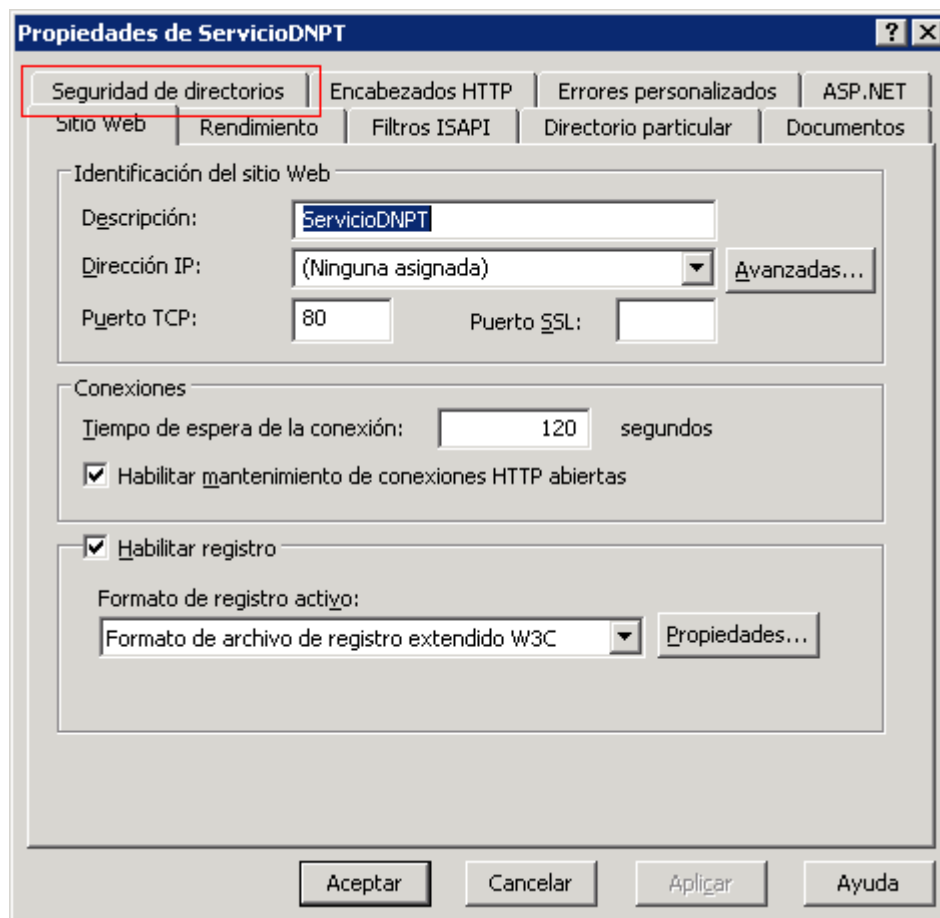 Propiedades de ServicioDNPT
Seguridad de directorios Encabezados HTTP Errores personalizados ASP.NET
Sitio Web Rendimiento Filtros ISAPI Directorio particular Documentos
Identificación del sitio Web
Descripción: ServicioDNPT
Dirección IP: (Ninguna asignada) Avanzadas...
Puerto TCP: 80 Puerto SSL:
Conexiones
Tiempo de espera de la conexión: 120 segundos
Habilitar mantenimiento de conexiones HTTP abiertas
Habilitar registro
Formato de registro activo:
Formato de archivo de registro extendido W3C Propiedades...
Aceptar Cancelar Aplicar Ayuda